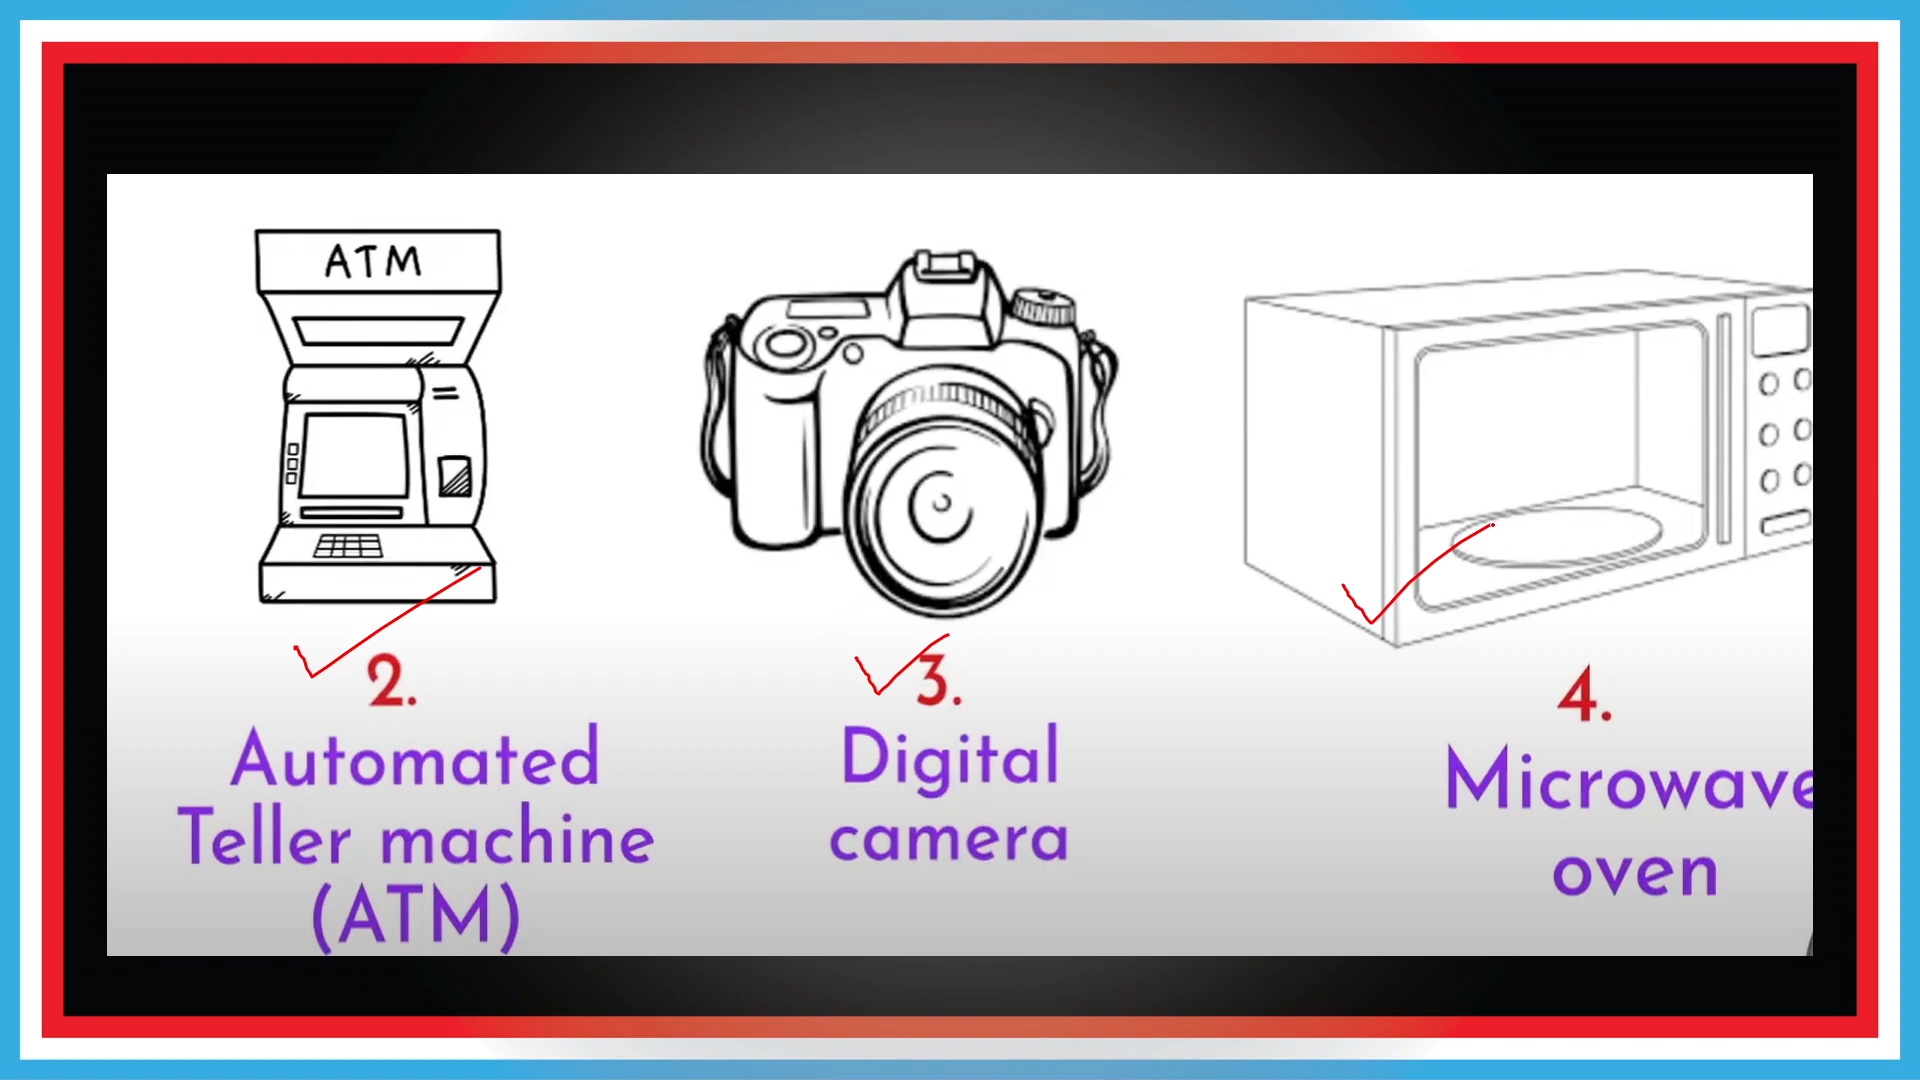 ATM
2.
Automated
Teller machine
(ATM)
3.
Digital
camera
4.
Microwave
oven